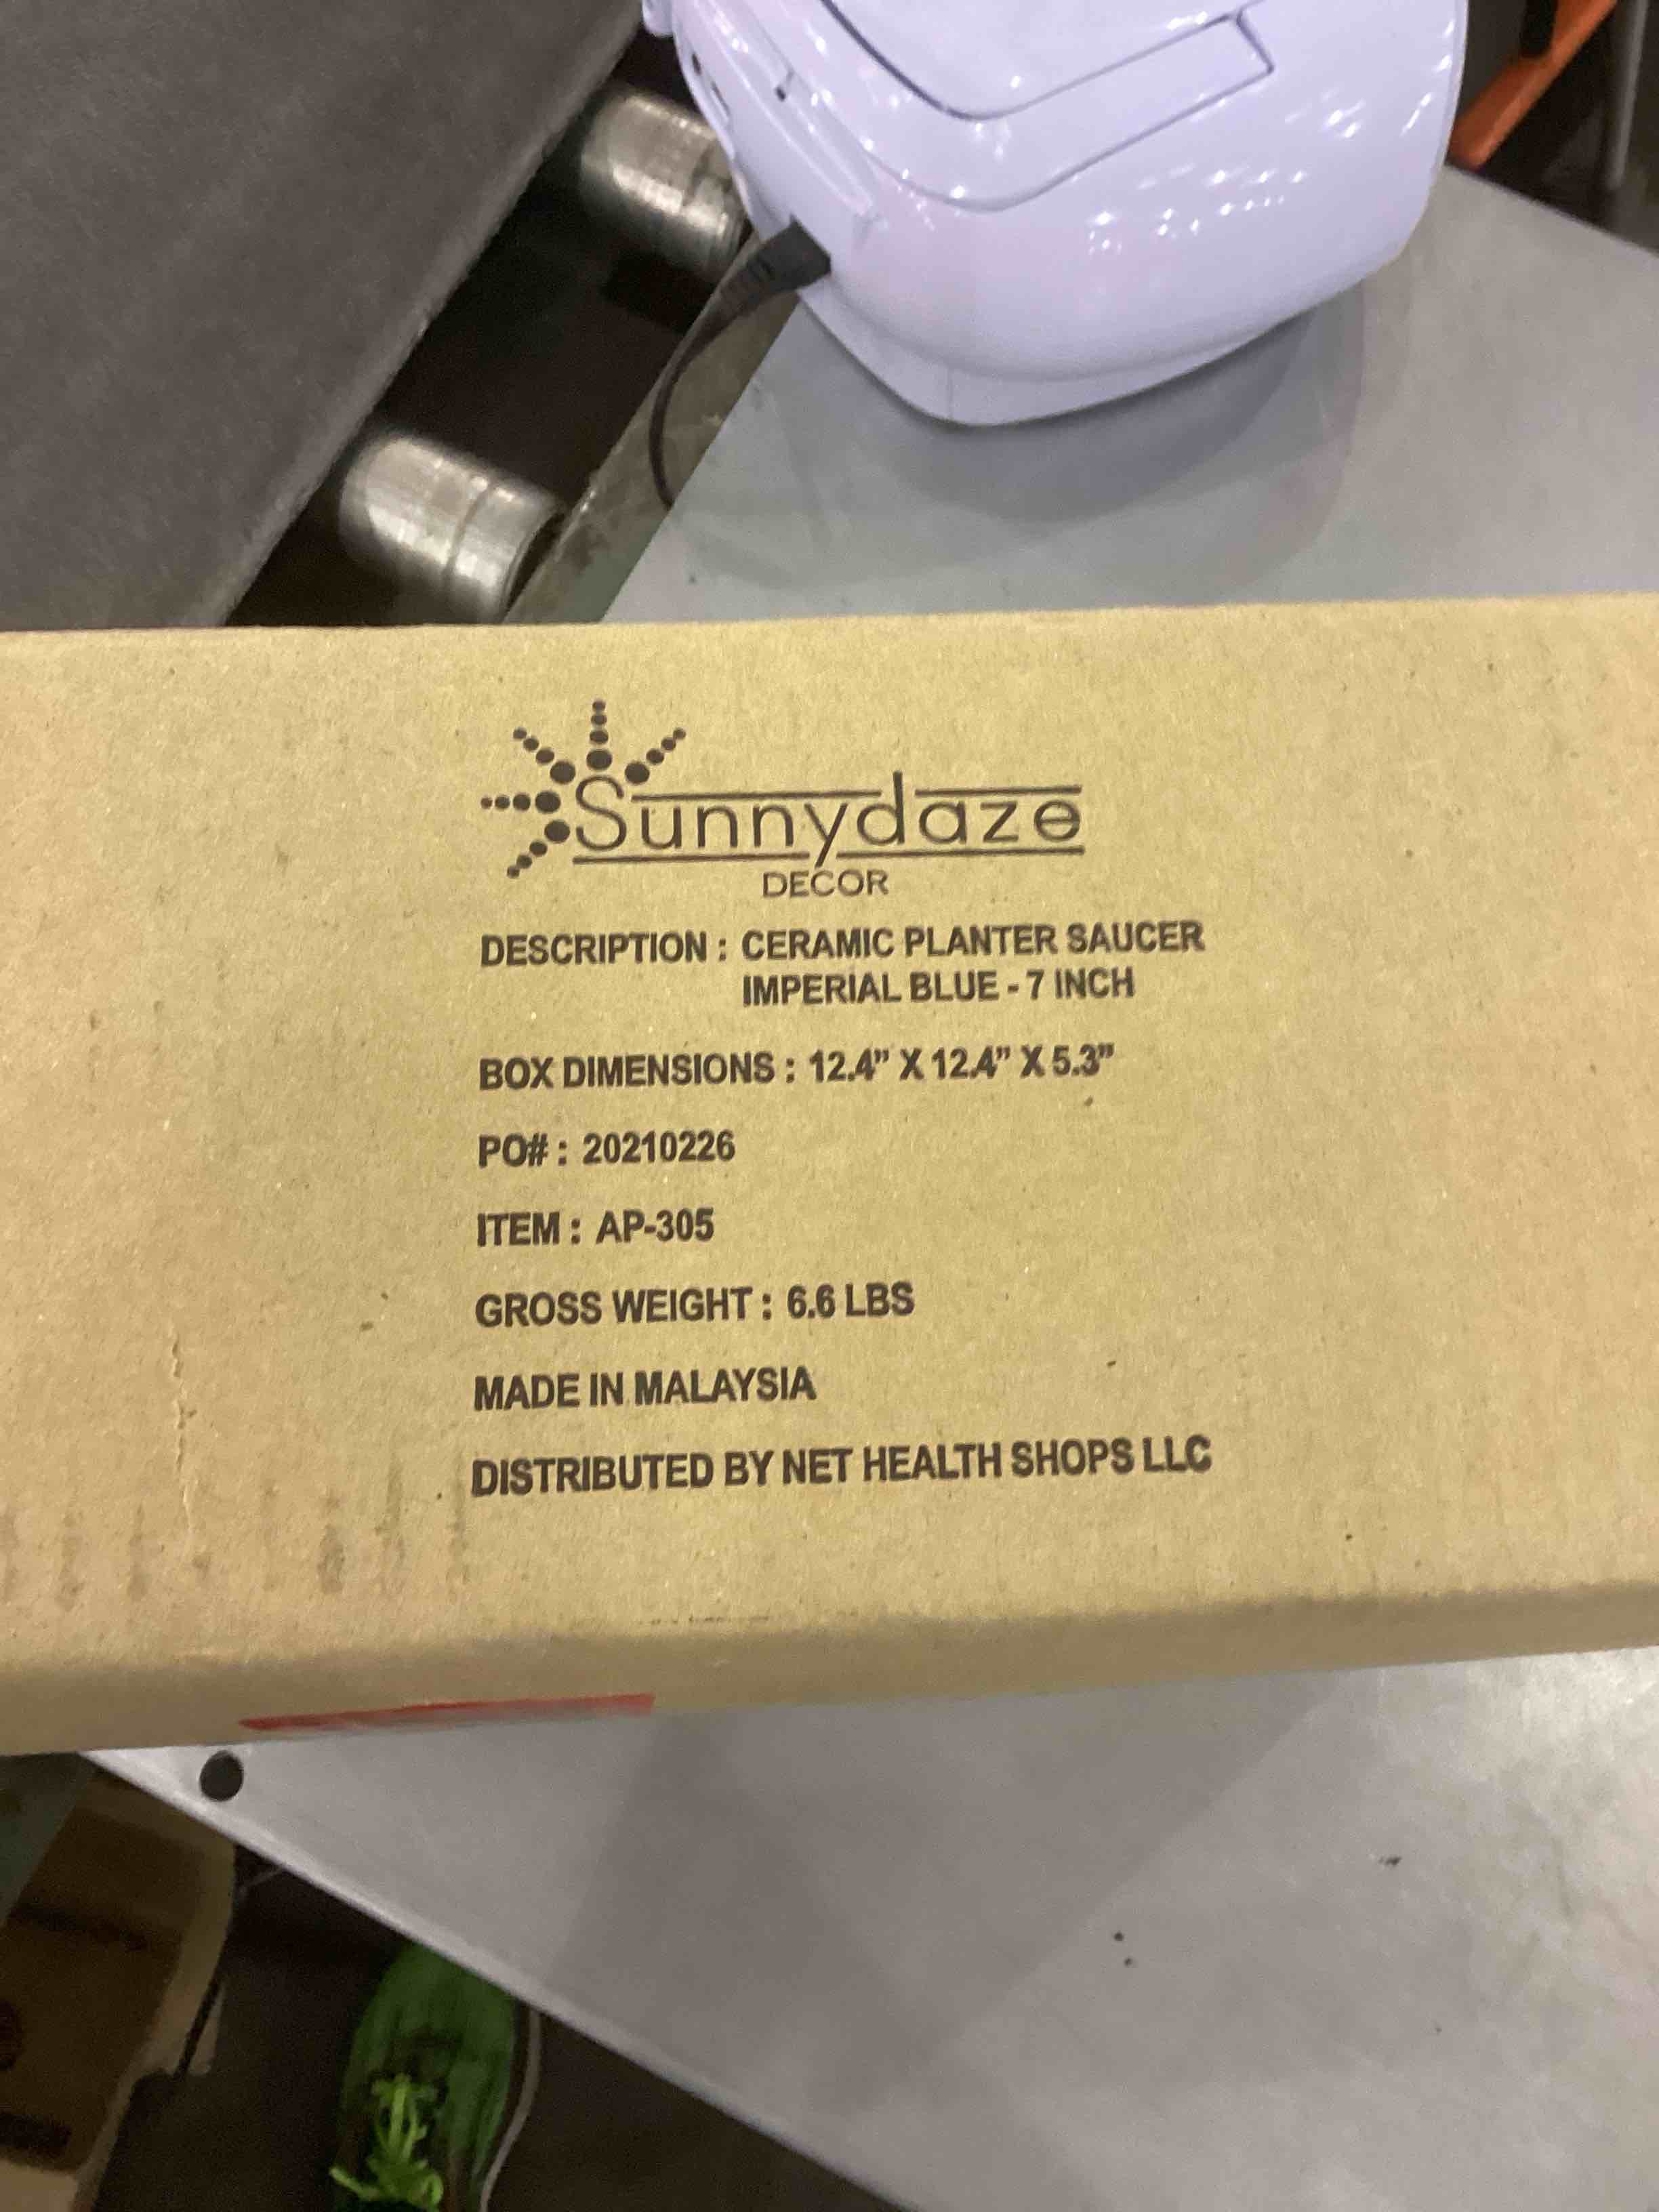 Sunnydaze
DECOR
DESCRIPTION : CERAMIC PLANTER SAUCER
IMPERIAL BLUE - 7 INCH
BOX DIMENSIONS : 12.4" X 12.4" X 5.3"
PO# : 20210226
ITEM : AP-305
GROSS WEIGHT : 6.6 LBS
MADE IN MALAYSIA
DISTRIBUTED BY NET HEALTH SHOPS LLC